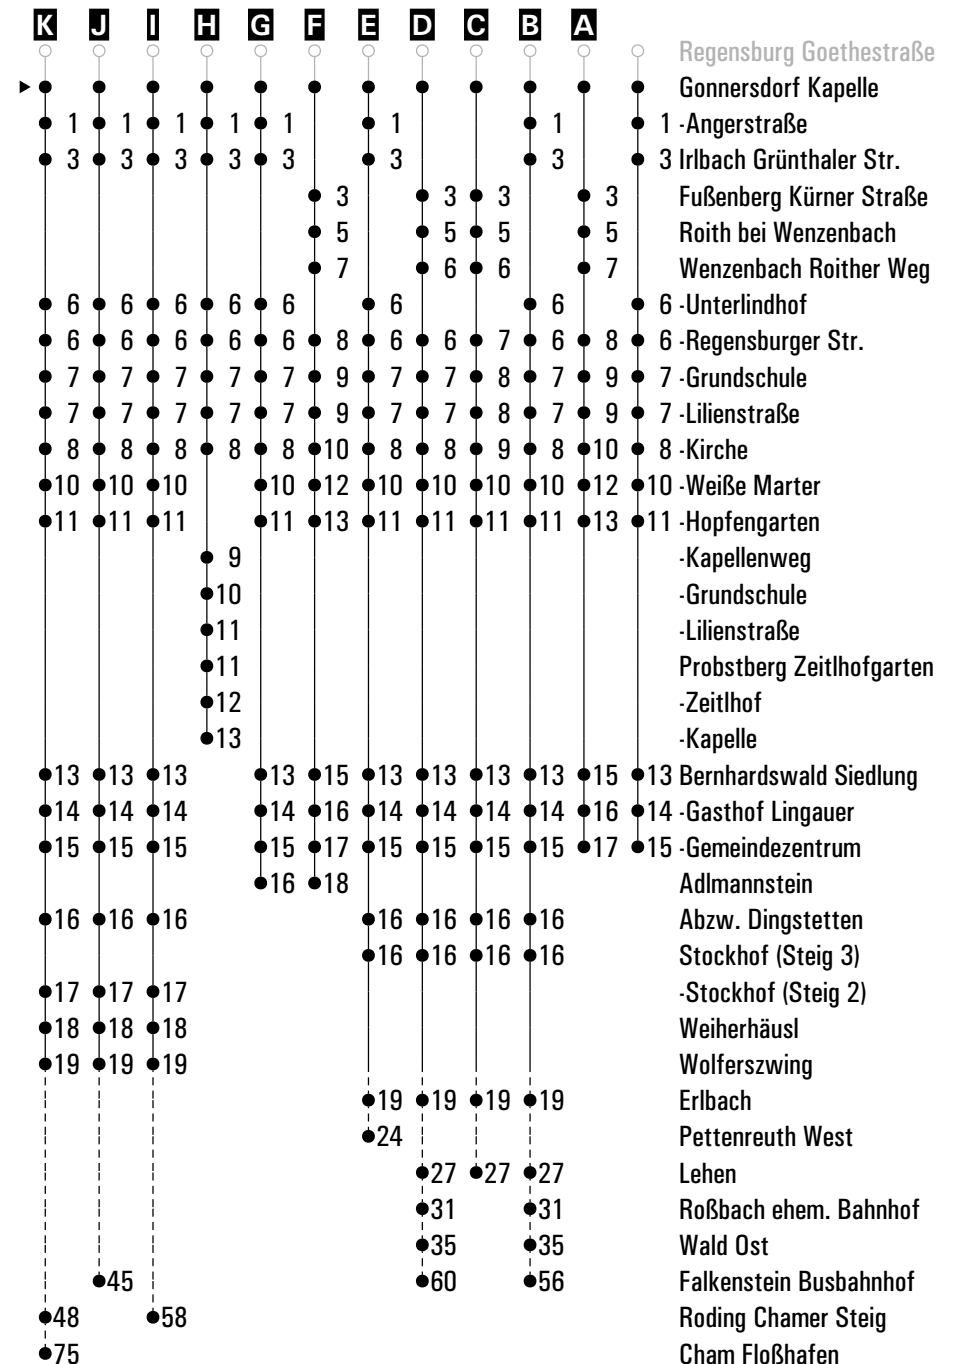 K J I H G F E D C B A
Regensburg Goethestraße
Gonnersdorf Kapelle
1 1 1 1 1 1 1 1 -Angerstraße
3 3 3 3 3 3 3 3 Irlbach Grünthaler Str.
3 3 3 3 Fußenberg Kürner Straße
5 5 5 5 Roith bei Wenzenbach
7 6 6 7 Wenzenbach Roither Weg
6 6 6 6 6 6 6 6 -Unterlindhof
6 6 6 6 6 8 6 6 7 6 8 6 -Regensburger Str.
7 7 7 7 7 9 7 7 8 7 9 7 -Grundschule
7 7 7 7 7 9 7 7 8 7 9 7 -Lilienstraße
8 8 8 8 8 10 8 8 9 8 10 8 -Kirche
10 10 10 10 12 10 10 10 10 12 10 -Weiße Marter
11 11 11 11 13 11 11 11 11 13 11 -Hopfengarten
9 -Kapellenweg
10 -Grundschule
11 -Lilienstraße
11 Probstberg Zeitlhofgarten
12 -Zeitlhof
13 -Kapelle
13 13 13 13 15 13 13 13 13 15 13 Bernhardswald Siedlung
14 14 14 14 16 14 14 14 14 16 14 -Gasthof Lingauer
15 15 15 15 17 15 15 15 15 17 15 -Gemeindezentrum
16 18 Adlmannstein
16 16 16 16 16 16 16 Abzw. Dingstetten
16 16 16 16 Stockhof (Steig 3)
17 17 17 -Stockhof (Steig 2)
18 18 18 Weiherhäusl
19 19 19 Wolferszwing
19 19 19 19 Erlbach
24 Pettenreuth West
27 27 27 Lehen
31 31 Roßbach ehem. Bahnhof
35 35 Wald Ost
45 60 56 Falkenstein Busbahnhof
48 58 Roding Chamer Steig
75 Cham Floßhafen